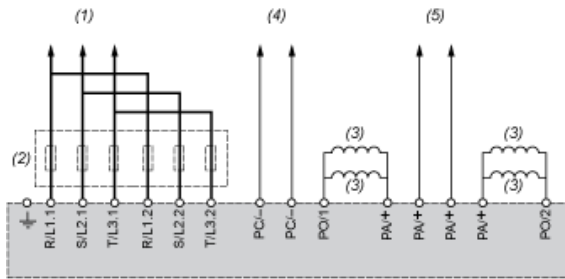 (1)
(4)
(5)
(2)
(3)
(3)
(3)
(3)
R/L1.1
S/L2.1
T/L3.1
R/L1.2
S/L2.2
T/L3.2
PC/–
PC/–
PO/1
PA/+
PA/+
PA/+
PA/+
PO/2